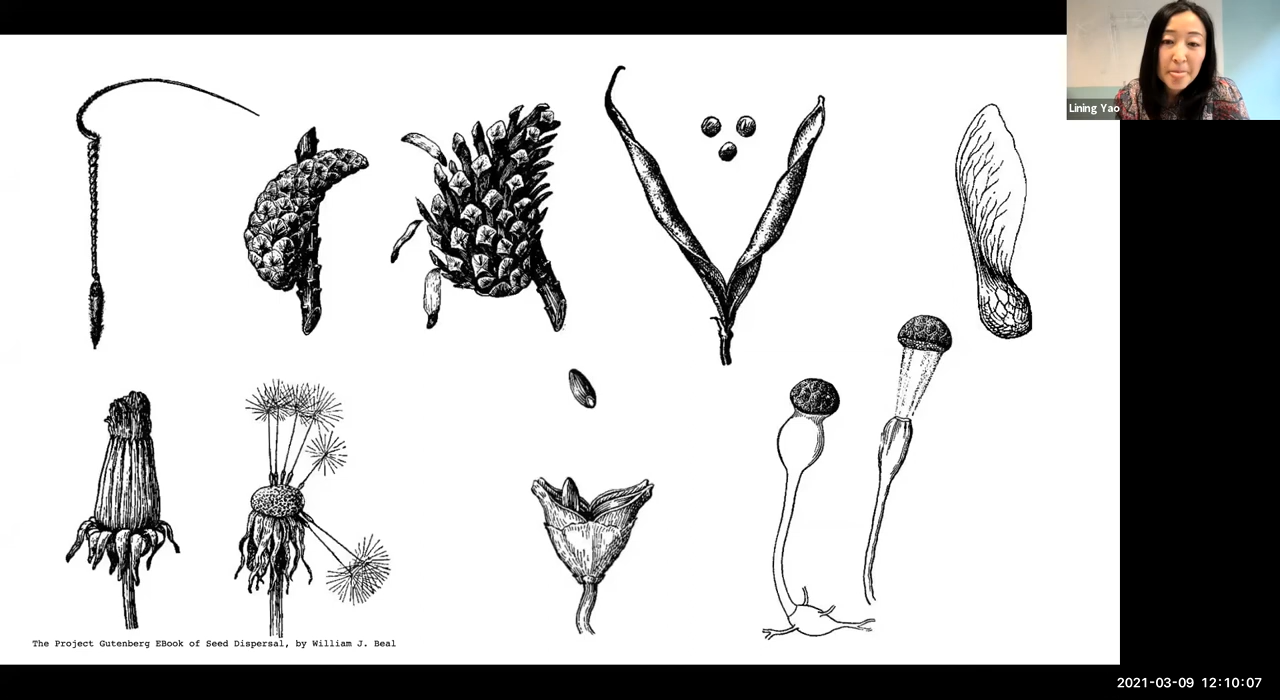 Lining Yao
The Project Gutenberg EBook of Seed Dispersal, by William J. Beal
2021-03-09 12:10:07